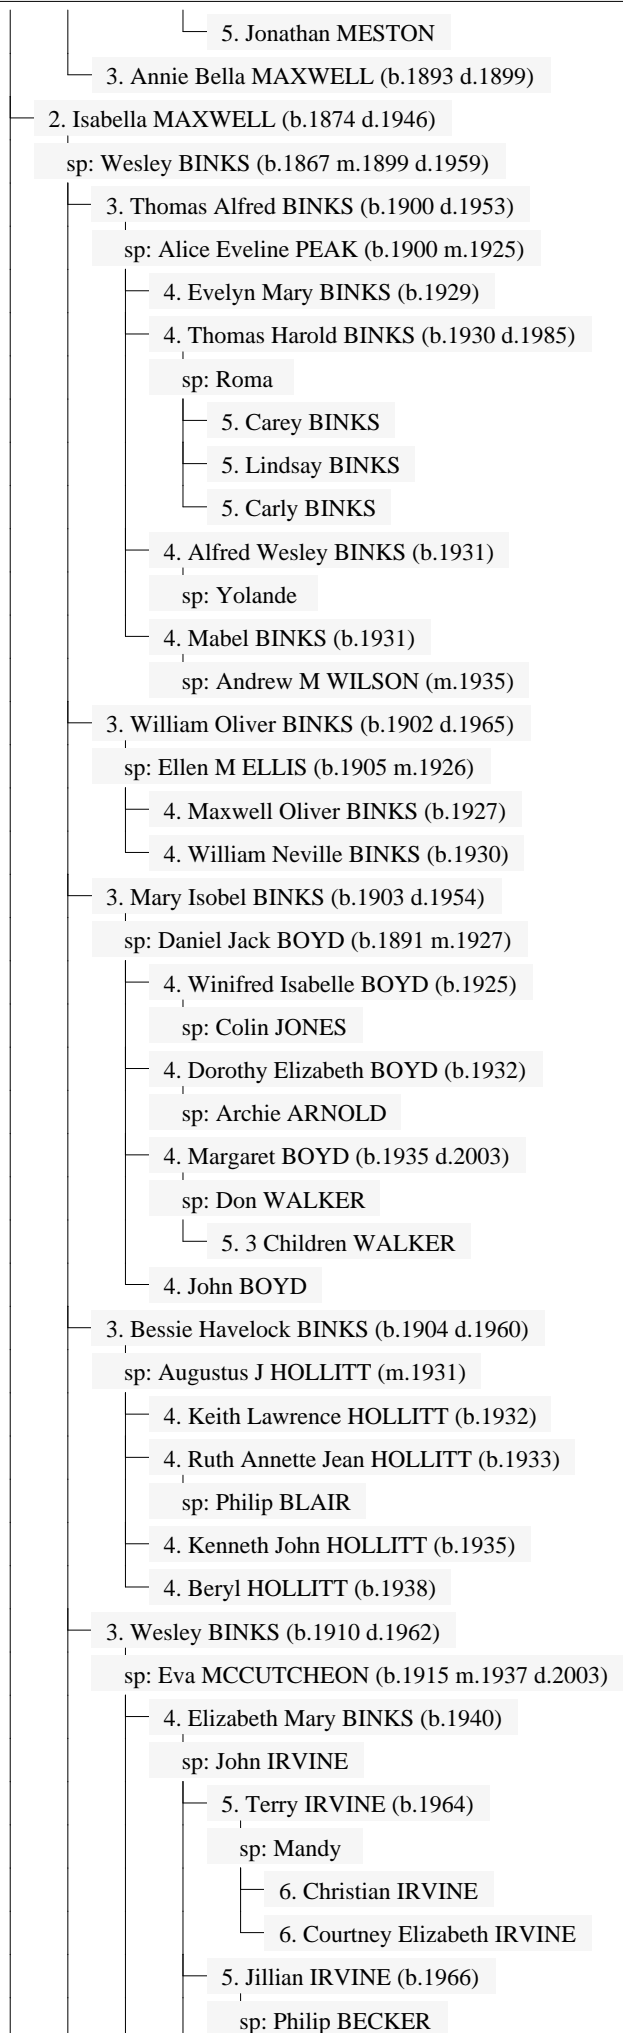 5. Jonathan MESTON
3. Annie Bella MAXWELL (b.1893 d.1899)
2. Isabella MAXWELL (b.1874 d.1946)
sp: Wesley BINKS (b.1867 m.1899 d.1959)
3. Thomas Alfred BINKS (b.1900 d.1953)
sp: Alice Eveline PEAK (b.1900 m.1925)
4. Evelyn Mary BINKS (b.1929)
4. Thomas Harold BINKS (b.1930 d.1985)
sp: Roma
5. Carey BINKS
5. Lindsay BINKS
5. Carly BINKS
4. Alfred Wesley BINKS (b.1931)
sp: Yolande
4. Mabel BINKS (b.1931)
sp: Andrew M WILSON (m.1935)
3. William Oliver BINKS (b.1902 d.1965)
sp: Ellen M ELLIS (b.1905 m.1926)
4. Maxwell Oliver BINKS (b.1927)
4. William Neville BINKS (b.1930)
3. Mary Isobel BINKS (b.1903 d.1954)
sp: Daniel Jack BOYD (b.1891 m.1927)
4. Winifred Isabelle BOYD (b.1925)
sp: Colin JONES
4. Dorothy Elizabeth BOYD (b.1932)
sp: Archie ARNOLD
4. Margaret BOYD (b.1935 d.2003)
sp: Don WALKER
5. 3 Children WALKER
4. John BOYD
3. Bessie Havelock BINKS (b.1904 d.1960)
sp: Augustus J HOLLITT (m.1931)
4. Keith Lawrence HOLLITT (b.1932)
4. Ruth Annette Jean HOLLITT (b.1933)
sp: Philip BLAIR
4. Kenneth John HOLLITT (b.1935)
4. Beryl HOLLITT (b.1938)
3. Wesley BINKS (b.1910 d.1962)
sp: Eva MCCUTCHEON (b.1915 m.1937 d.2003)
4. Elizabeth Mary BINKS (b.1940)
sp: John IRVINE
5. Terry IRVINE (b.1964)
sp: Mandy
6. Christian IRVINE
6. Courtney Elizabeth IRVINE
5. Jillian IRVINE (b.1966)
sp: Philip BECKER